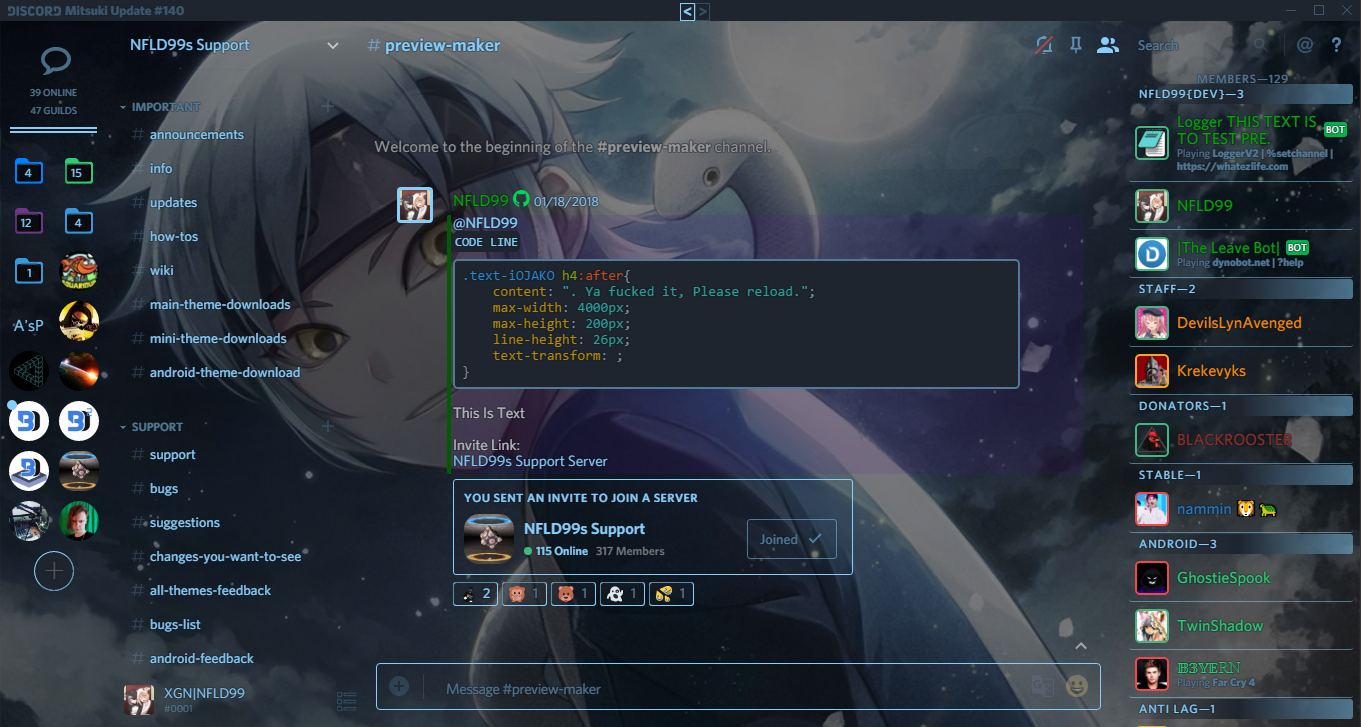 DISCORD Mitsuki Update #140
< >
39 ONLINE
47 GUILDS
4
15
12
4
1
A'sP
NFLD99s Support
IMPORTANT
# announcements
# info
# updates
# how-tos
# wiki
# main-theme-downloads
# mini-theme-downloads
# android-theme-download
SUPPORT
# support
# bugs
# suggestions
# changes-you-want-to-see
# all-themes-feedback
# bugs-list
# android-feedback
XGN|NFLD99
#0001
# preview-maker
Search
@ ?
Welcome to the beginning of the #preview-maker channel.
NFLD99 01/18/2018
@NFLD99
CODE LINE
.text-iOJAKO h4:after{
content: ". Ya fucked it, Please reload.";
max-width: 4000px;
max-height: 200px;
line-height: 26px;
text-transform: ;
}
This Is Text
Invite Link:
NFLD99s Support Server
YOU SENT AN INVITE TO JOIN A SERVER
NFLD99s Support
115 Online 317 Members
Joined
2 1 1 1 1
Message #preview-maker
MEMBERS—129
NFLD99{DEV}—3
Logger THIS TEXT IS TO TEST PRE. BOT
Playing LoggerV2 | %setchannel |
https://whatezlife.com
NFLD99
|The Leave Bot| BOT
Playing dynobot.net | ?help
STAFF—2
DevilsLynAvenged
Krekevyks
DONATORS—1
BLACKROOSTER
STABLE—1
nammin
ANDROID—3
GhostieSpook
TwinShadow
B3YERN
Playing Far Cry 4
ANTI LAG—1